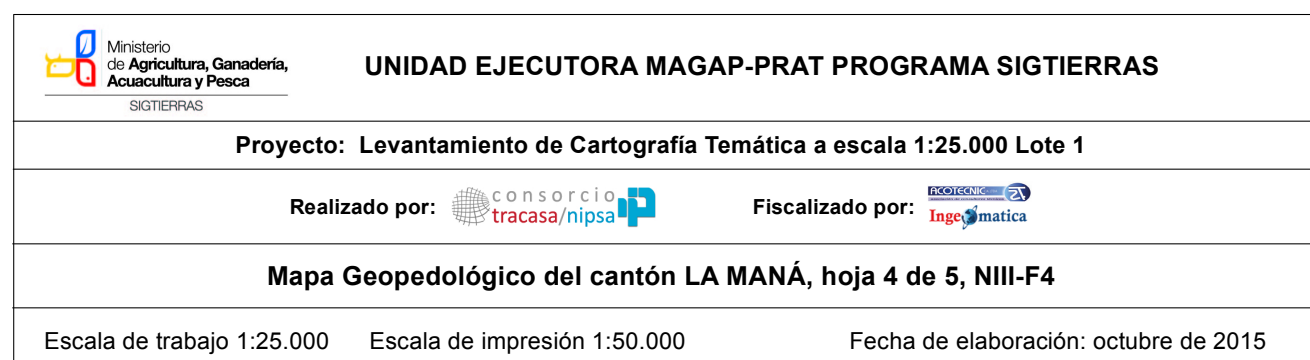 Ministerio
de Agricultura, Ganadería,
Acuacultura y Pesca
SIGTIERRAS
UNIDAD EJECUTORA MAGAP-PRAT PROGRAMA SIGTIERRAS
Proyecto: Levantamiento de Cartografía Temática a escala 1:25.000 Lote 1
Realizado por: consorcio
tracasa/nipsa
Fiscalizado por: ACOTECNIC
Ingeomatica
Mapa Geopedológico del cantón LA MANÁ, hoja 4 de 5, NIII-F4
Escala de trabajo 1:25.000 Escala de impresión 1:50.000 Fecha de elaboración: octubre de 2015